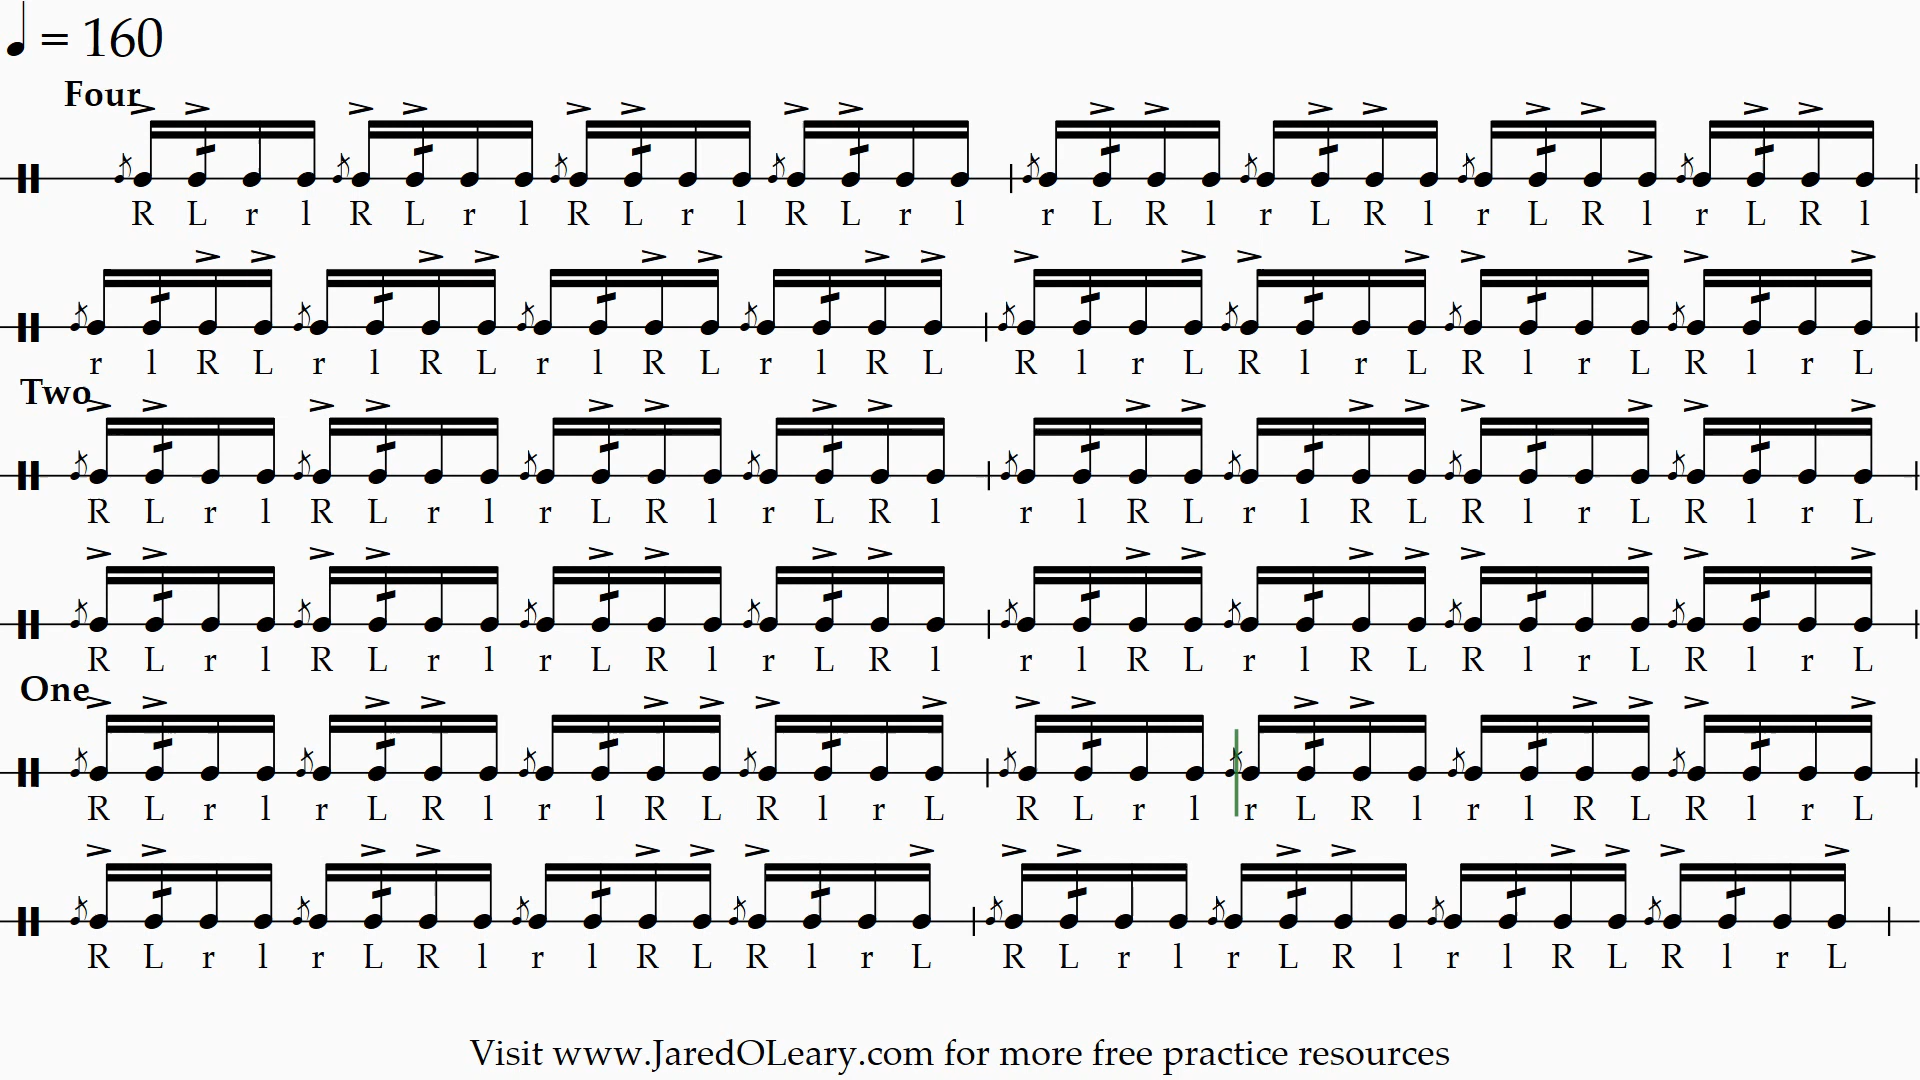 = 160
Four
R L r l R L r l R L r l R L r l r L R l r L R l r L R l r L R l
r l R L r l R L r l R L r l R L R l r L R l r L R l r L R l r L
Two
R L r l R L r l r L R l r L R l r l R L r l R L R l r L R l r L
R L r l R L r l r L R l r L R l r l R L r l R L R l r L R l r L
One
R L r l r L R l r l R L R l r L R L r l r L R l r l R L R l r L
R L r l r L R l r l R L R l r L R L r l r L R l r l R L R l r L
Visit www.JaredOLeary.com for more free practice resources